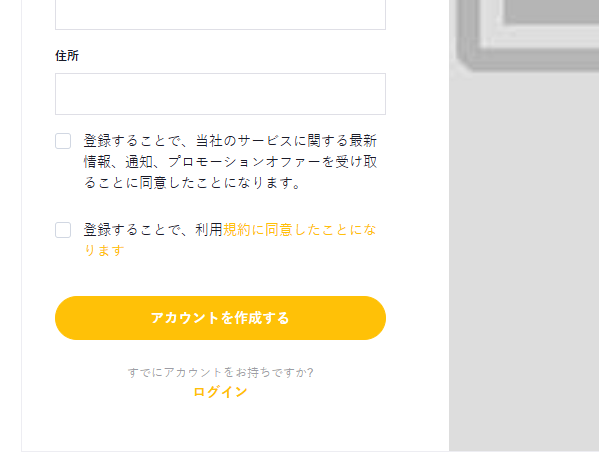 住所
登録することで、当社のサービスに関する最新
情報、通知、プロモーションオファーを受け取
ることに同意したことになります。
登録することで、利用規約に同意したことにな
ります
アカウントを作成する
すでにアカウントをお持ちですか?
ログイン